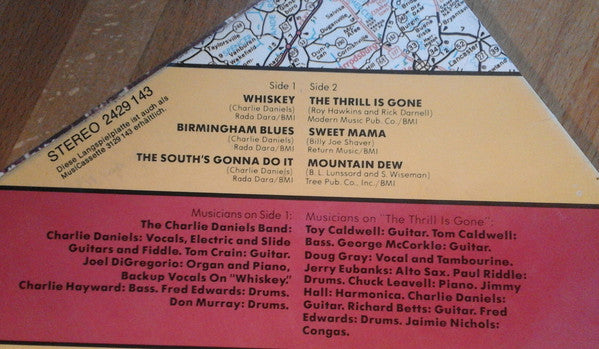 Taylorsville
Wakefield
Lancaster
STEREO 2429 143
Diese Langspielplatte ist auch als
MusiCassette 3129 143 erhältlich.
Side 1
WHISKEY
(Charlie Daniels)
Rada Dara/BMI
BIRMINGHAM BLUES
(Charlie Daniels)
Rada Dara/BMI
THE SOUTH'S GONNA DO IT
(Charlie Daniels)
Rada Dara/BMI
Side 2
THE THRILL IS GONE
(Roy Hawkins and Rick Darnell)
Modern Music Pub. Co./BMI
SWEET MAMA
(Billy Joe Shaver)
Return Music/BMI
MOUNTAIN DEW
(B. L. Lunssard and S. Wiseman)
Tree Pub. Co., Inc./BMI
Musicians on Side 1:
The Charlie Daniels Band:
Charlie Daniels: Vocals, Electric and Slide
Guitars and Fiddle. Tom Crain: Guitar.
Joel DiGregorio: Organ and Piano,
Backup Vocals On "Whiskey."
Charlie Hayward: Bass. Fred Edwards: Drums.
Don Murray: Drums.
Musicians on "The Thrill Is Gone":
Toy Caldwell: Guitar. Tom Caldwell:
Bass. George McCorkle: Guitar.
Doug Gray: Vocal and Tambourine.
Jerry Eubanks: Alto Sax. Paul Riddle:
Drums. Chuck Leavell: Piano. Jimmy
Hall: Harmonica. Charlie Daniels:
Guitar. Richard Betts: Guitar. Fred
Edwards: Drums. Jaimie Nichols:
Congas.